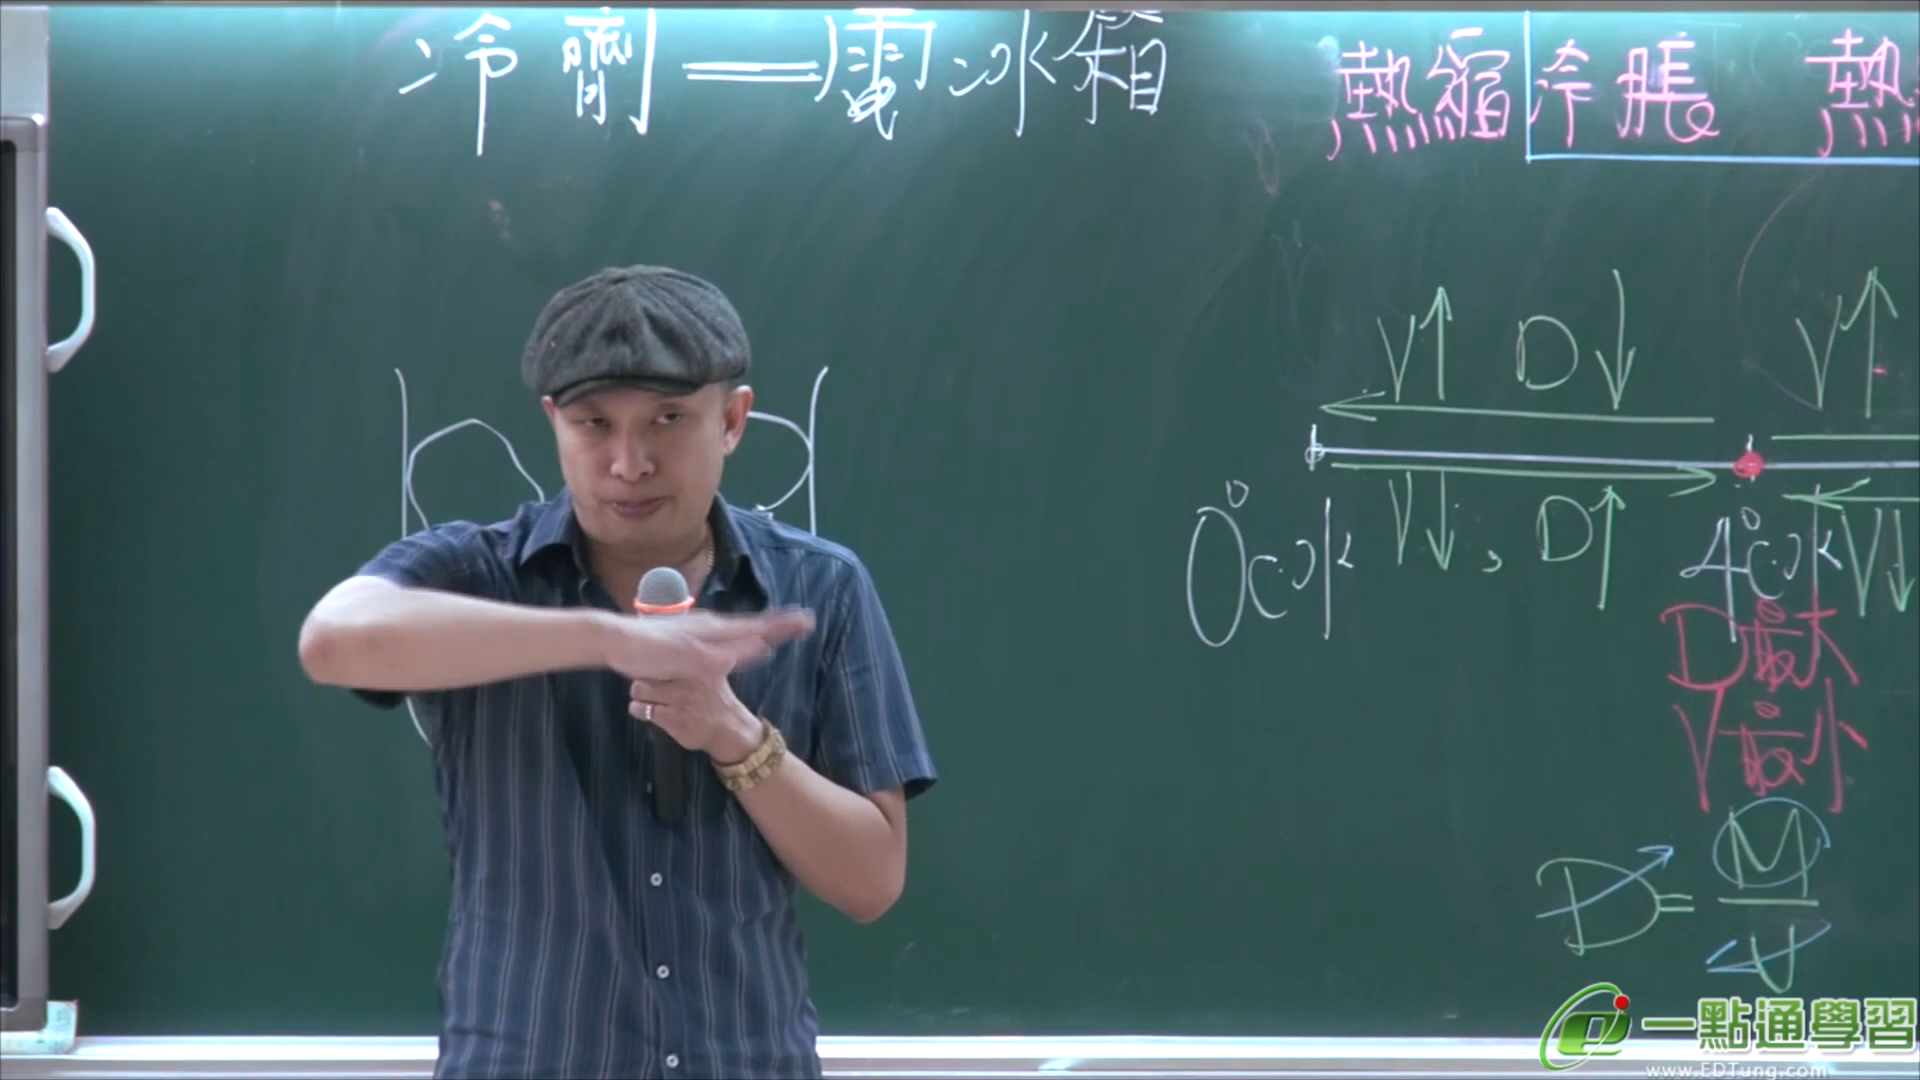 冷劑=電冰箱
熱縮冷脹 熱
V↑ D↓ V↑
0°C水 V↓, D↑ 4°C水 V↓
D最大
V最小
D=M/V
一點通學習
www.EDTung.com